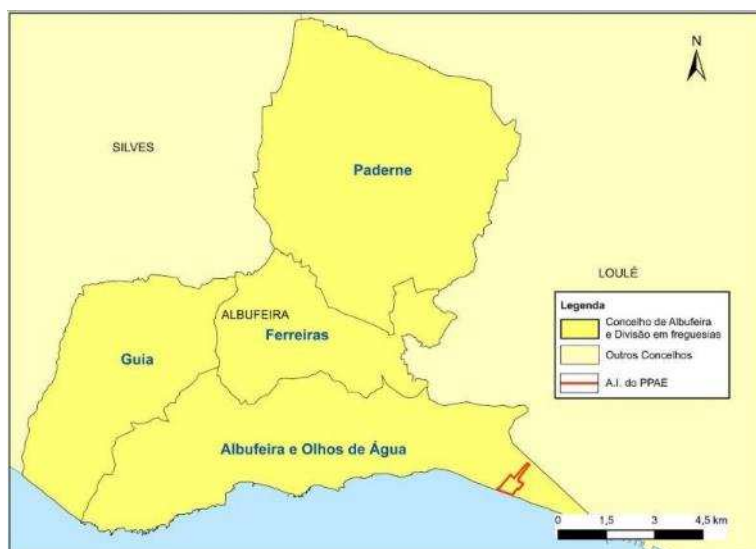 N
SILVES
Paderne
LOULÉ
Legenda
Concelho de Albufeira
e Divisão em freguesias
Outros Concelhos
A.I. do PPAE
ALBUFEIRA
Ferreiras
Guia
Albufeira e Olhos de Água
0 1,5 3 4,5 km